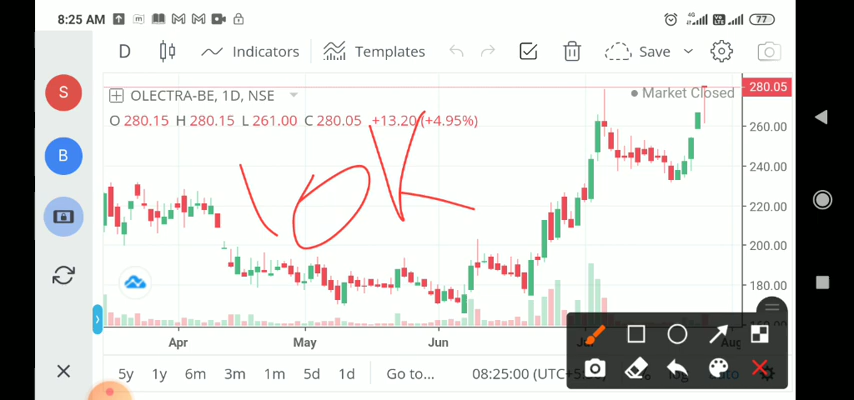 8:25 AM 4G 77
D Indicators Templates Save
S OLECTRA-BE, 1D, NSE Market Closed 280.05
O 280.15 H 280.15 L 261.00 C 280.05 +13.20 (+4.95%)
260.00
B
240.00
10K
220.00
200.00
180.00
Apr May Jun Aug
5y 1y 6m 3m 1m 5d 1d Go to... 08:25:00 (UTC+5: